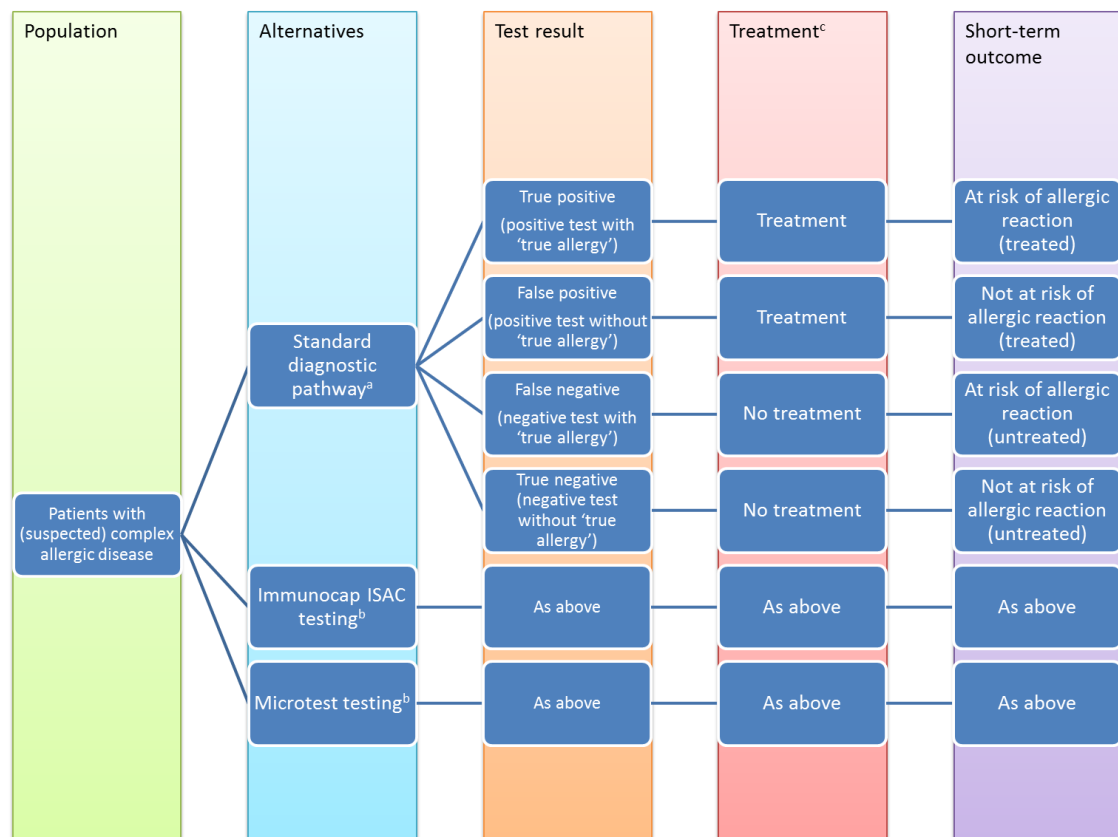 Population
Alternatives
Test result
Treatmentᶜ
Short-term
outcome
True positive
(positive test with
‘true allergy’)
Treatment
At risk of allergic
reaction
(treated)
False positive
(positive test without
‘true allergy’)
Treatment
Not at risk of
allergic reaction
(treated)
Standard
diagnostic
pathwayᵃ
False negative
(negative test with
‘true allergy’)
No treatment
At risk of allergic
reaction
(untreated)
True negative
(negative test
without ‘true
allergy’)
No treatment
Not at risk of
allergic reaction
(untreated)
Patients with
(suspected) complex
allergic disease
Immunocap ISAC
testingᵇ
As above
As above
As above
Microtest testingᵇ
As above
As above
As above